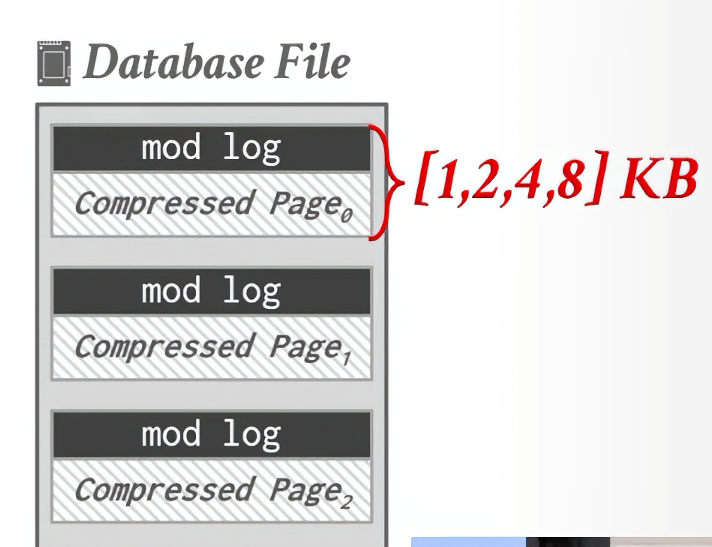 Database File
mod log
Compressed Page0
[1,2,4,8] KB
mod log
Compressed Page1
mod log
Compressed Page2